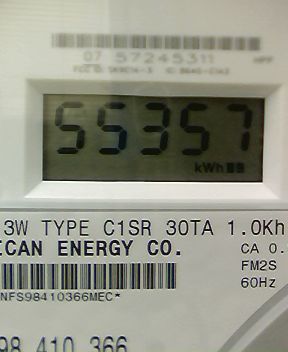 07 57245311
55357
kWh
3W TYPE C1SR 30TA 1.0Kh
ICAN ENERGY CO.
CA 0.
FM2S
NFS98410366MEC*
60Hz
98 410 366